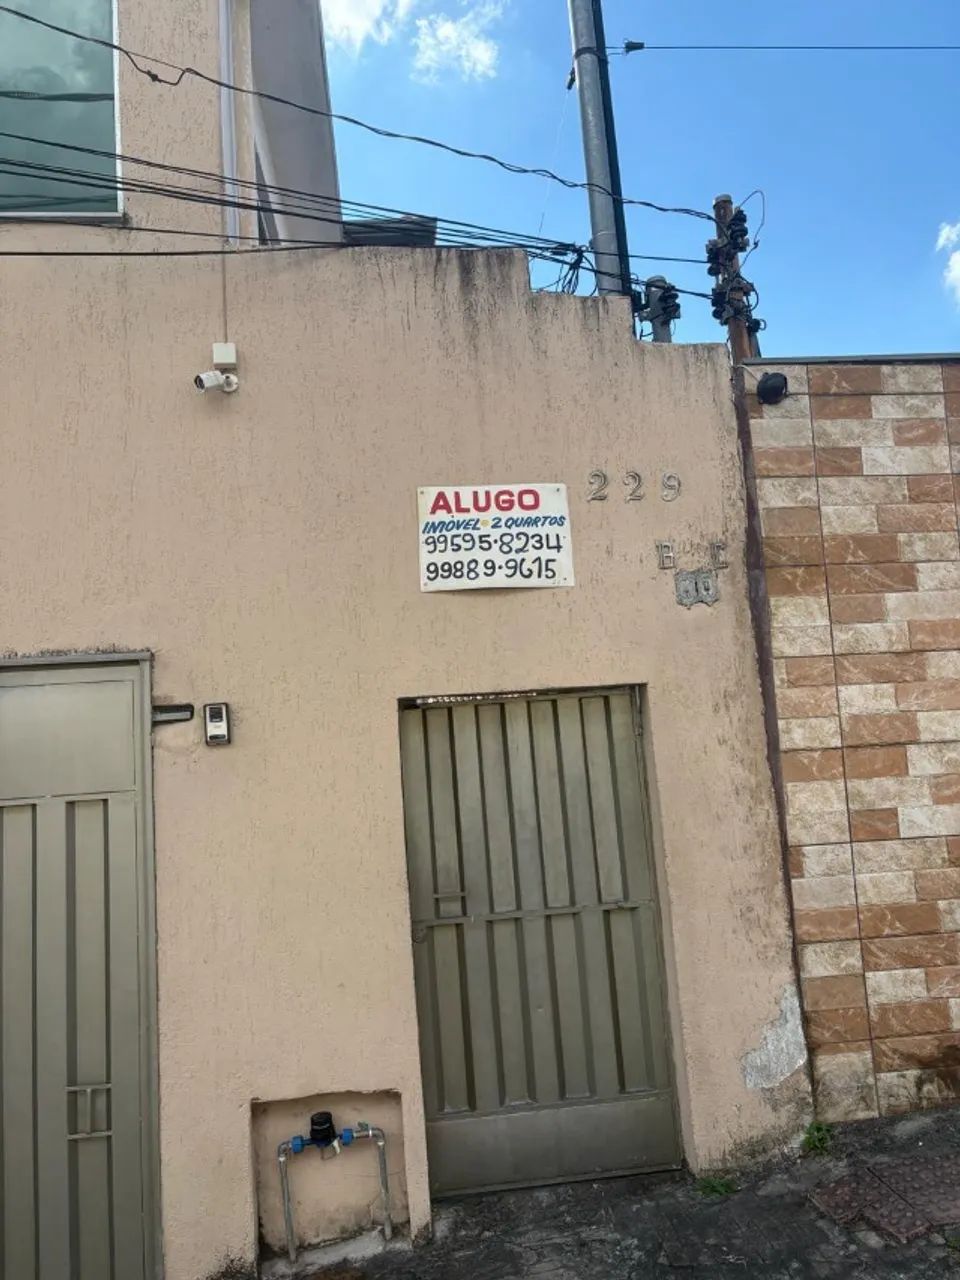 ALUGO
IMÓVEL • 2 QUARTOS
99595•8234
99889•9615
229
B E